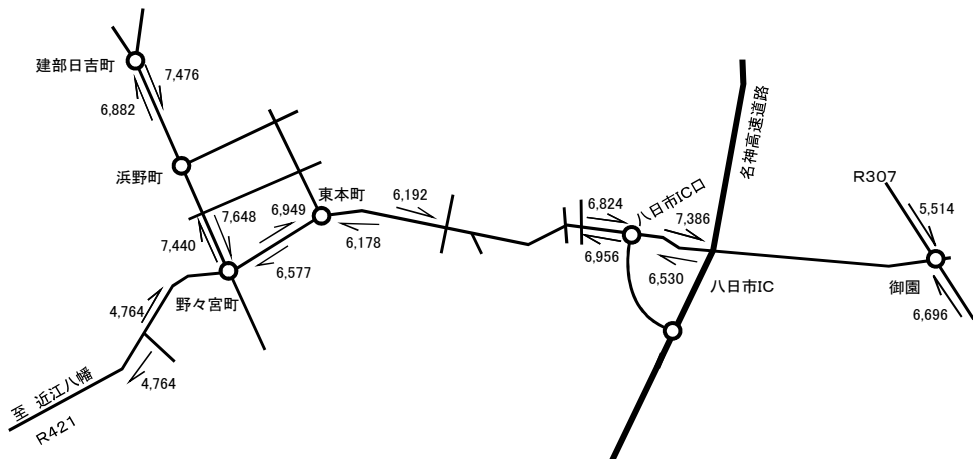 建部日吉町
7,476
6,882
浜野町
名神高速道路
R307
東本町
6,192
6,824
八日市IC口
7,386
5,514
7,648
6,949
7,440
6,178
6,956
6,577
6,530
八日市IC
御園
野々宮町
4,764
6,696
4,764
至 近江八幡
R421